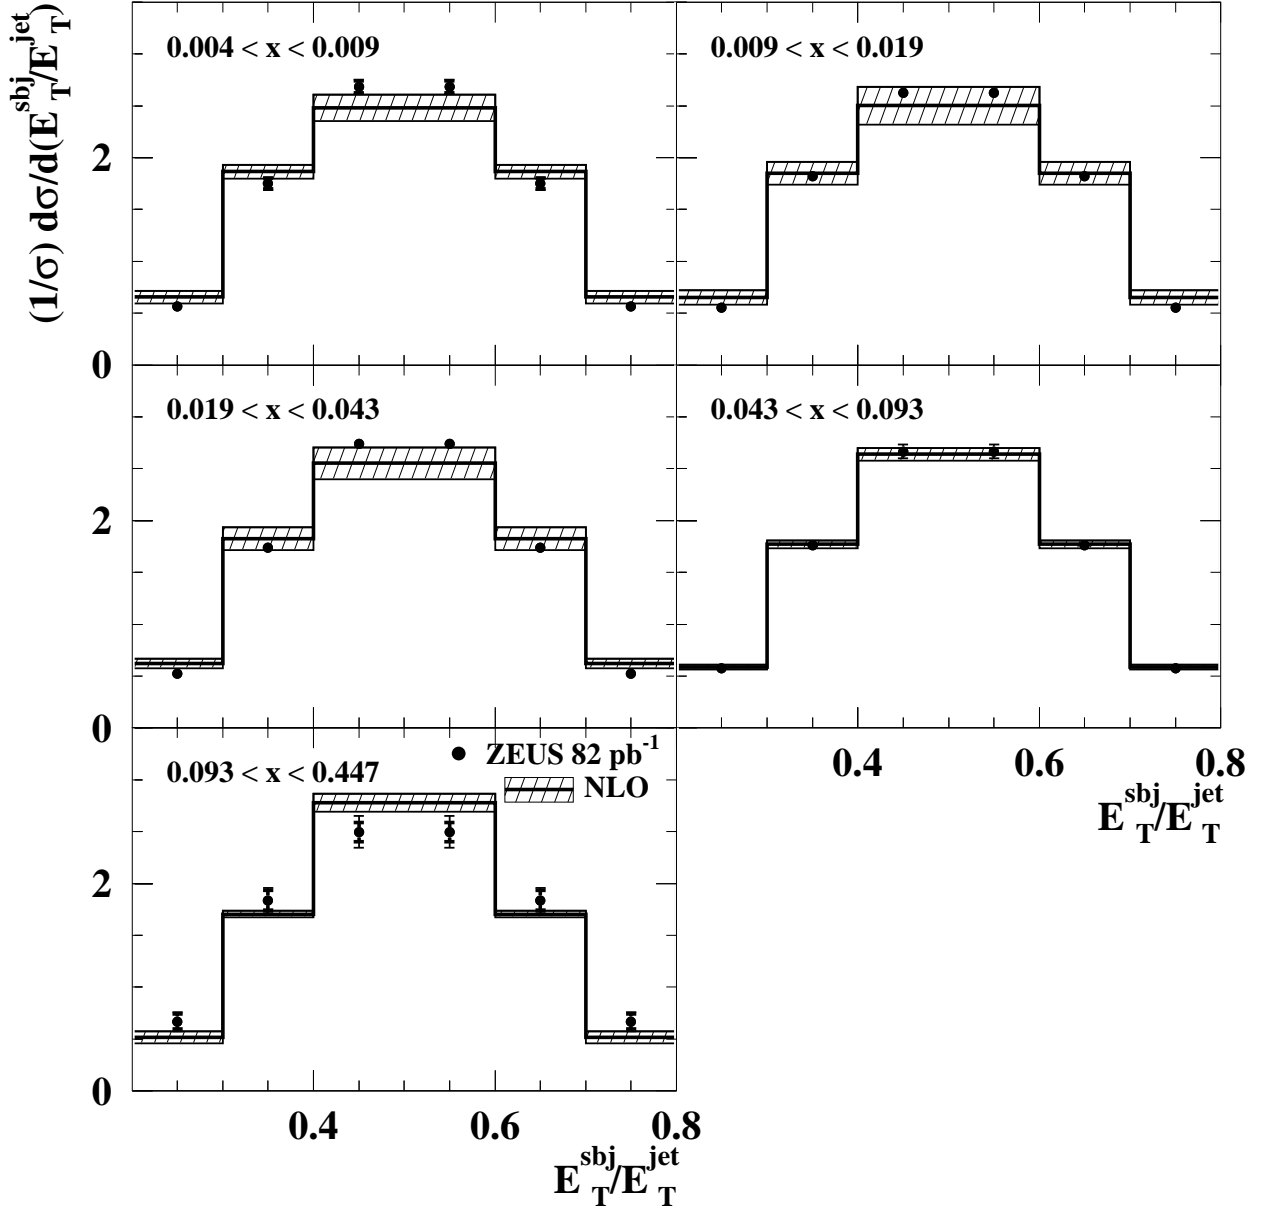 (1/σ) dσ/d(E_T^sbj/E_T^jet)
0.004 < x < 0.009
0.009 < x < 0.019
2
0
0.019 < x < 0.043
0.043 < x < 0.093
2
0
0.4 0.6 0.8
E_T^sbj/E_T^jet
ZEUS 82 pb^-1
0.093 < x < 0.447
NLO
2
0
0.4 0.6 0.8
E_T^sbj/E_T^jet